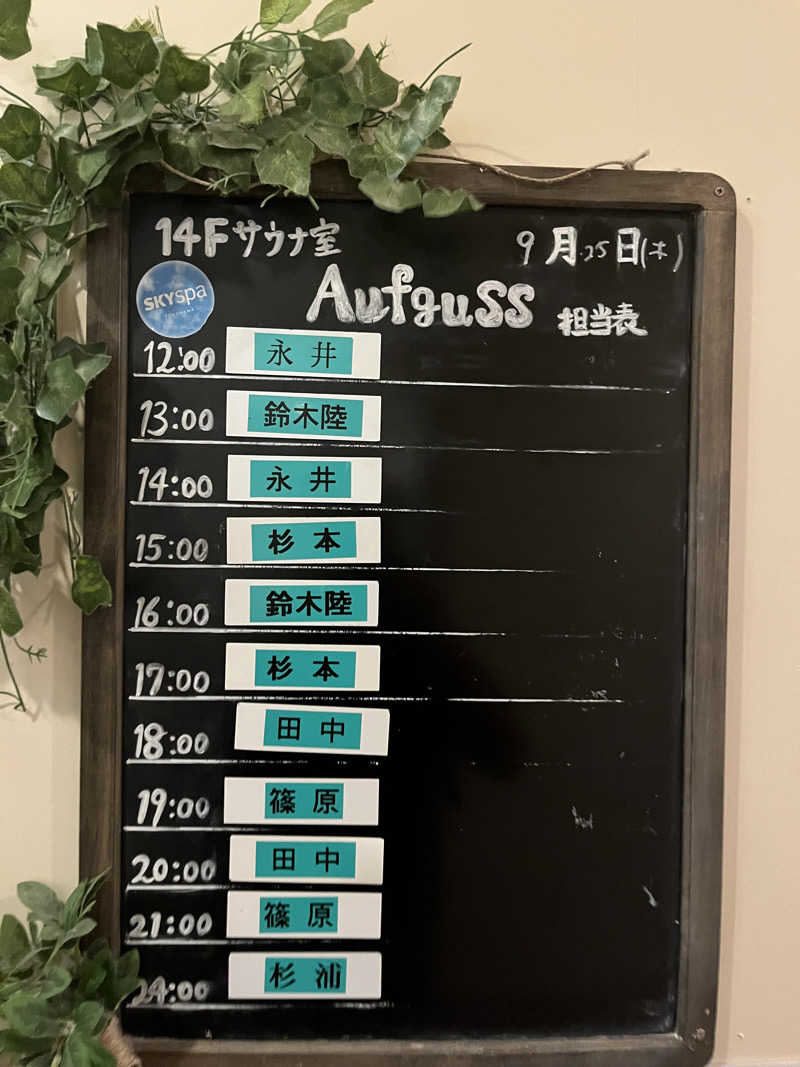 14Fサウナ室 9月25日(木)
SKYspa
YOKOHAMA
Aufguss 担当表
12:00 永井
13:00 鈴木陸
14:00 永井
15:00 杉本
16:00 鈴木陸
17:00 杉本
18:00 田中
19:00 篠原
20:00 田中
21:00 篠原
24:00 杉浦